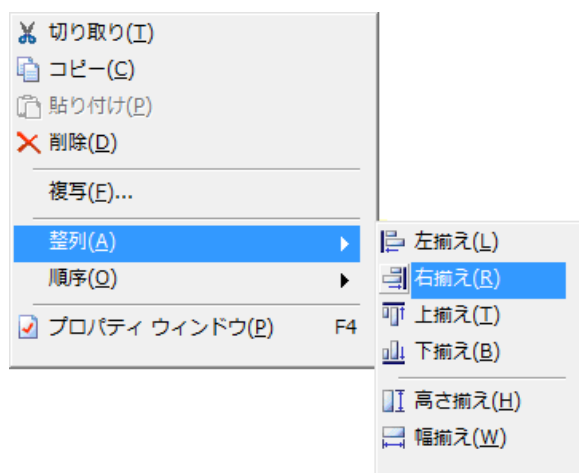 切り取り(T)
コピー(C)
貼り付け(P)
削除(D)
複写(F)...
整列(A)
順序(O)
プロパティ ウィンドウ(P) F4
左揃え(L)
右揃え(R)
上揃え(T)
下揃え(B)
高さ揃え(H)
幅揃え(W)